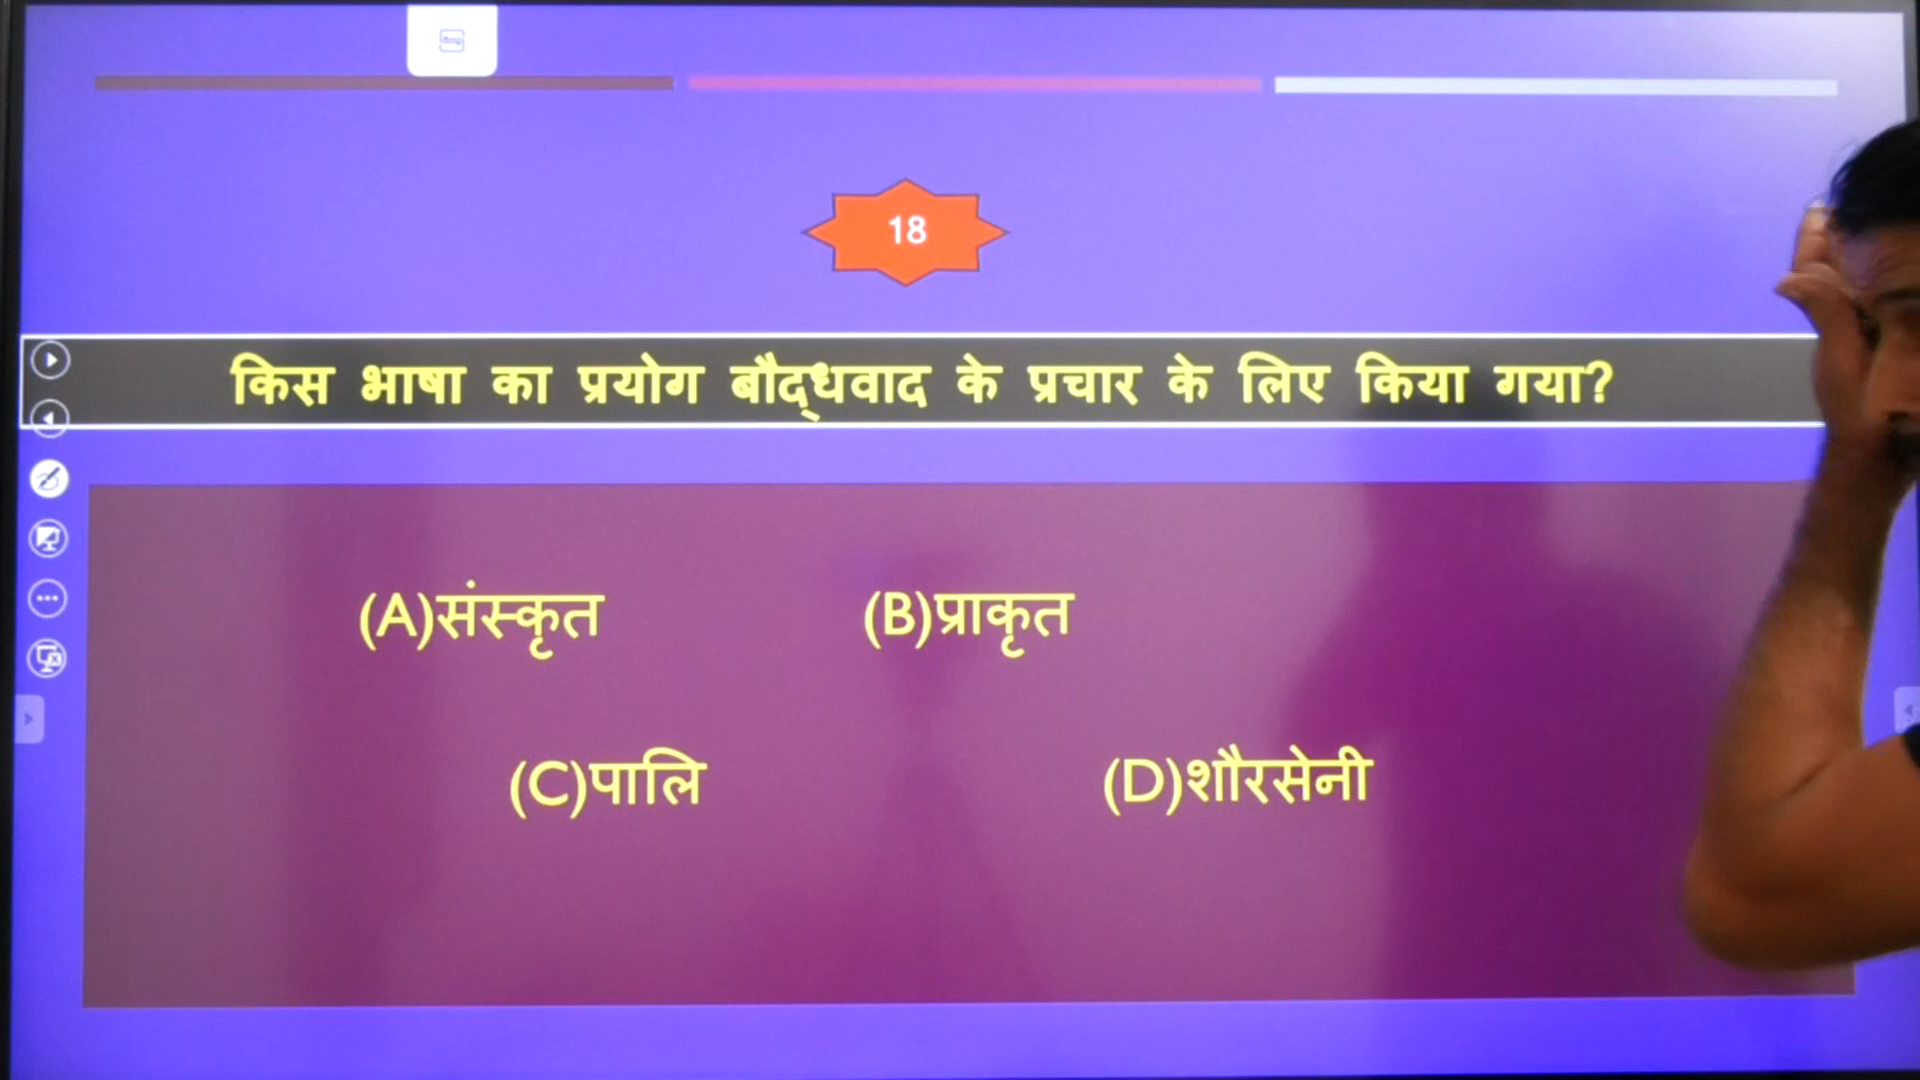 18
किस भाषा का प्रयोग बौद्‌धवाद के प्रचार के लिए किया गया?
(A)संस्कृत (B)प्राकृत
(C)पालि (D)शौरसेनी